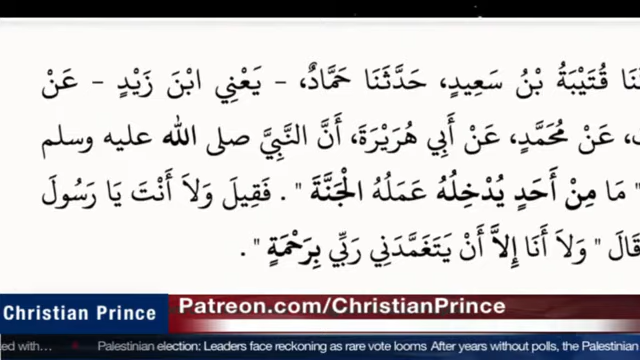 قُتَيْبَةُ بْنُ سَعِيدٍ، حَدَّثَنَا حَمَّادٌ، - يَعْنِي ابْنَ زَيْدٍ - عَنْ
عَنْ مُحَمَّدٍ، عَنْ أَبِي هُرَيْرَةَ، أَنَّ النَّبِيَّ صلى الله عليه وسلم
" مَا مِنْ أَحَدٍ يُدْخِلُهُ عَمَلُهُ الْجَنَّةَ " . فَقِيلَ وَلاَ أَنْتَ يَا رَسُولَ
قَالَ " وَلاَ أَنَا إِلاَّ أَنْ يَتَغَمَّدَنِي رَبِّي بِرَحْمَةٍ " .
Christian Prince
Patreon.com/ChristianPrince
with... Palestinian election: Leaders face reckoning as rare vote looms After years without polls, the Palestinian